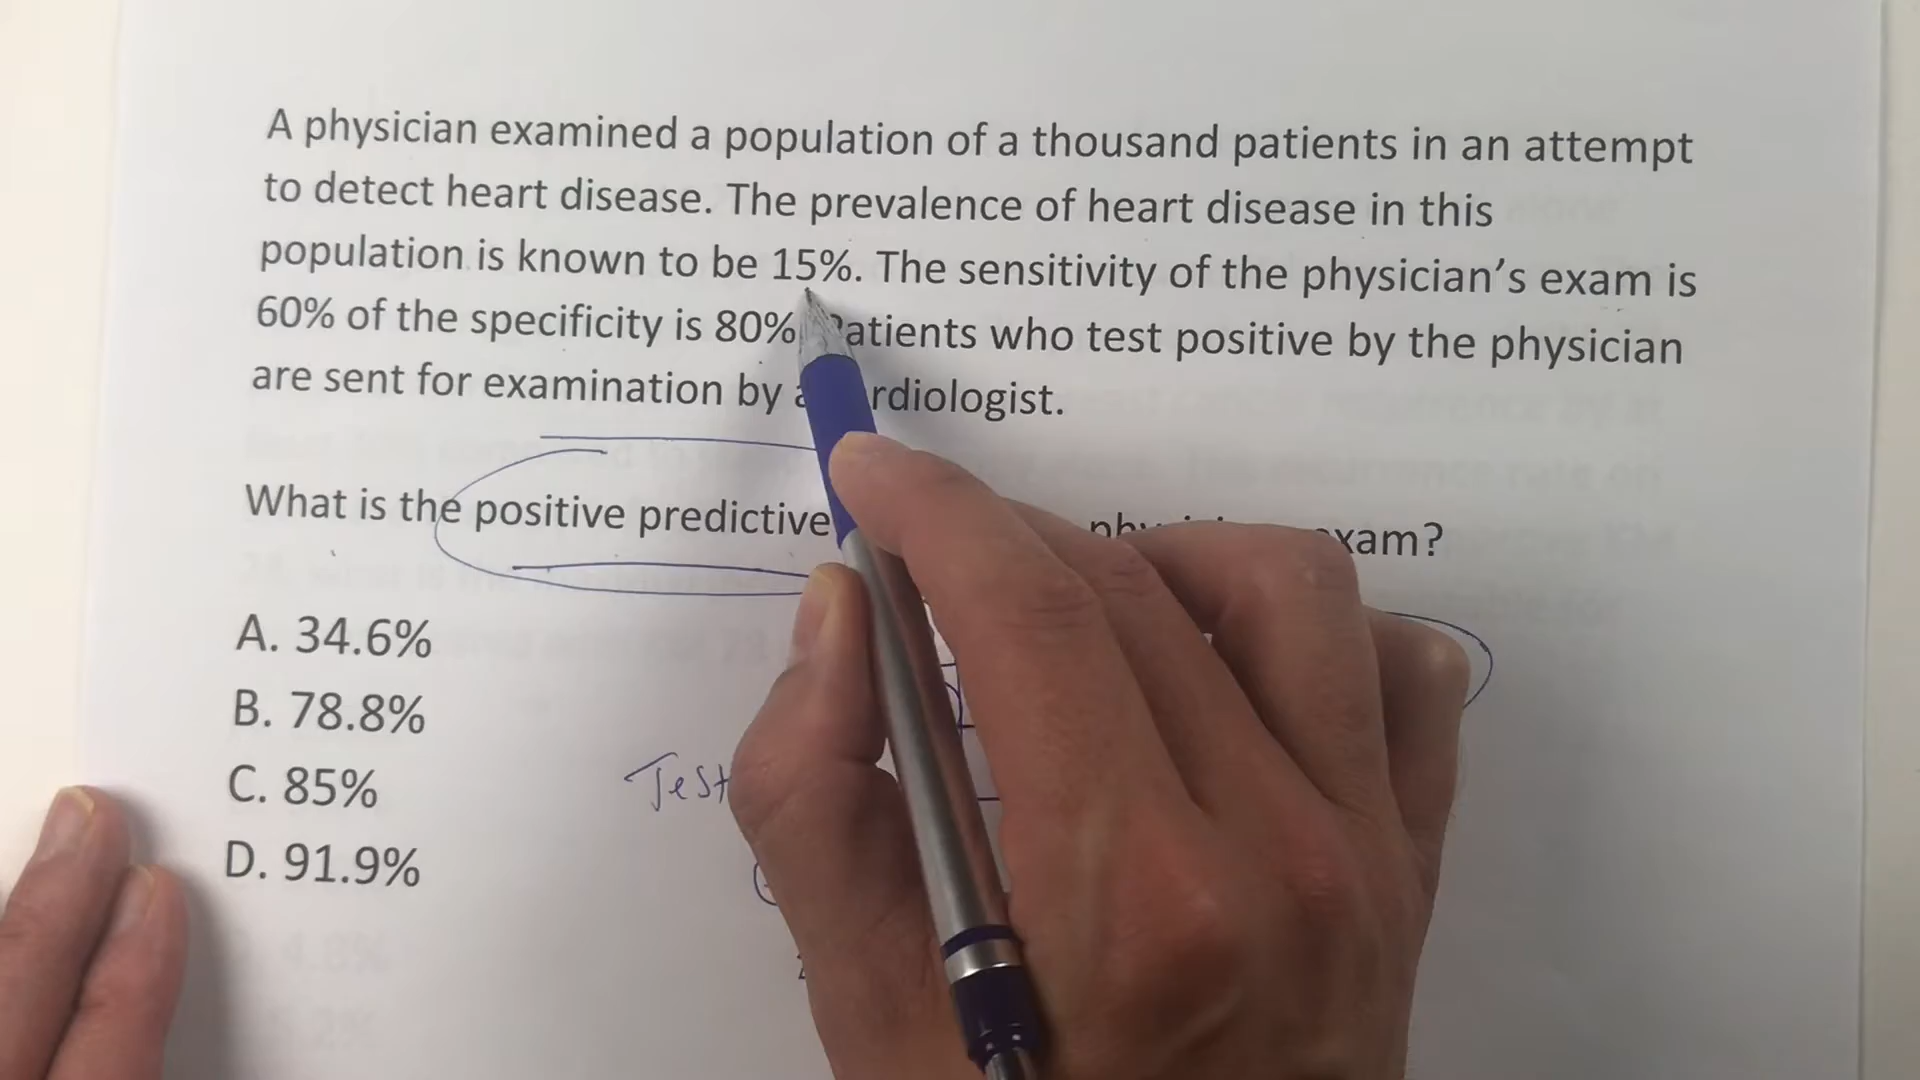 A physician examined a population of a thousand patients in an attempt
to detect heart disease. The prevalence of heart disease in this
population is known to be 15%. The sensitivity of the physician's exam is
60% of the specificity is 80% Patients who test positive by the physician
are sent for examination by a rdiologist.
What is the positive predictive exam?
A. 34.6%
B. 78.8%
C. 85%
D. 91.9%
Test